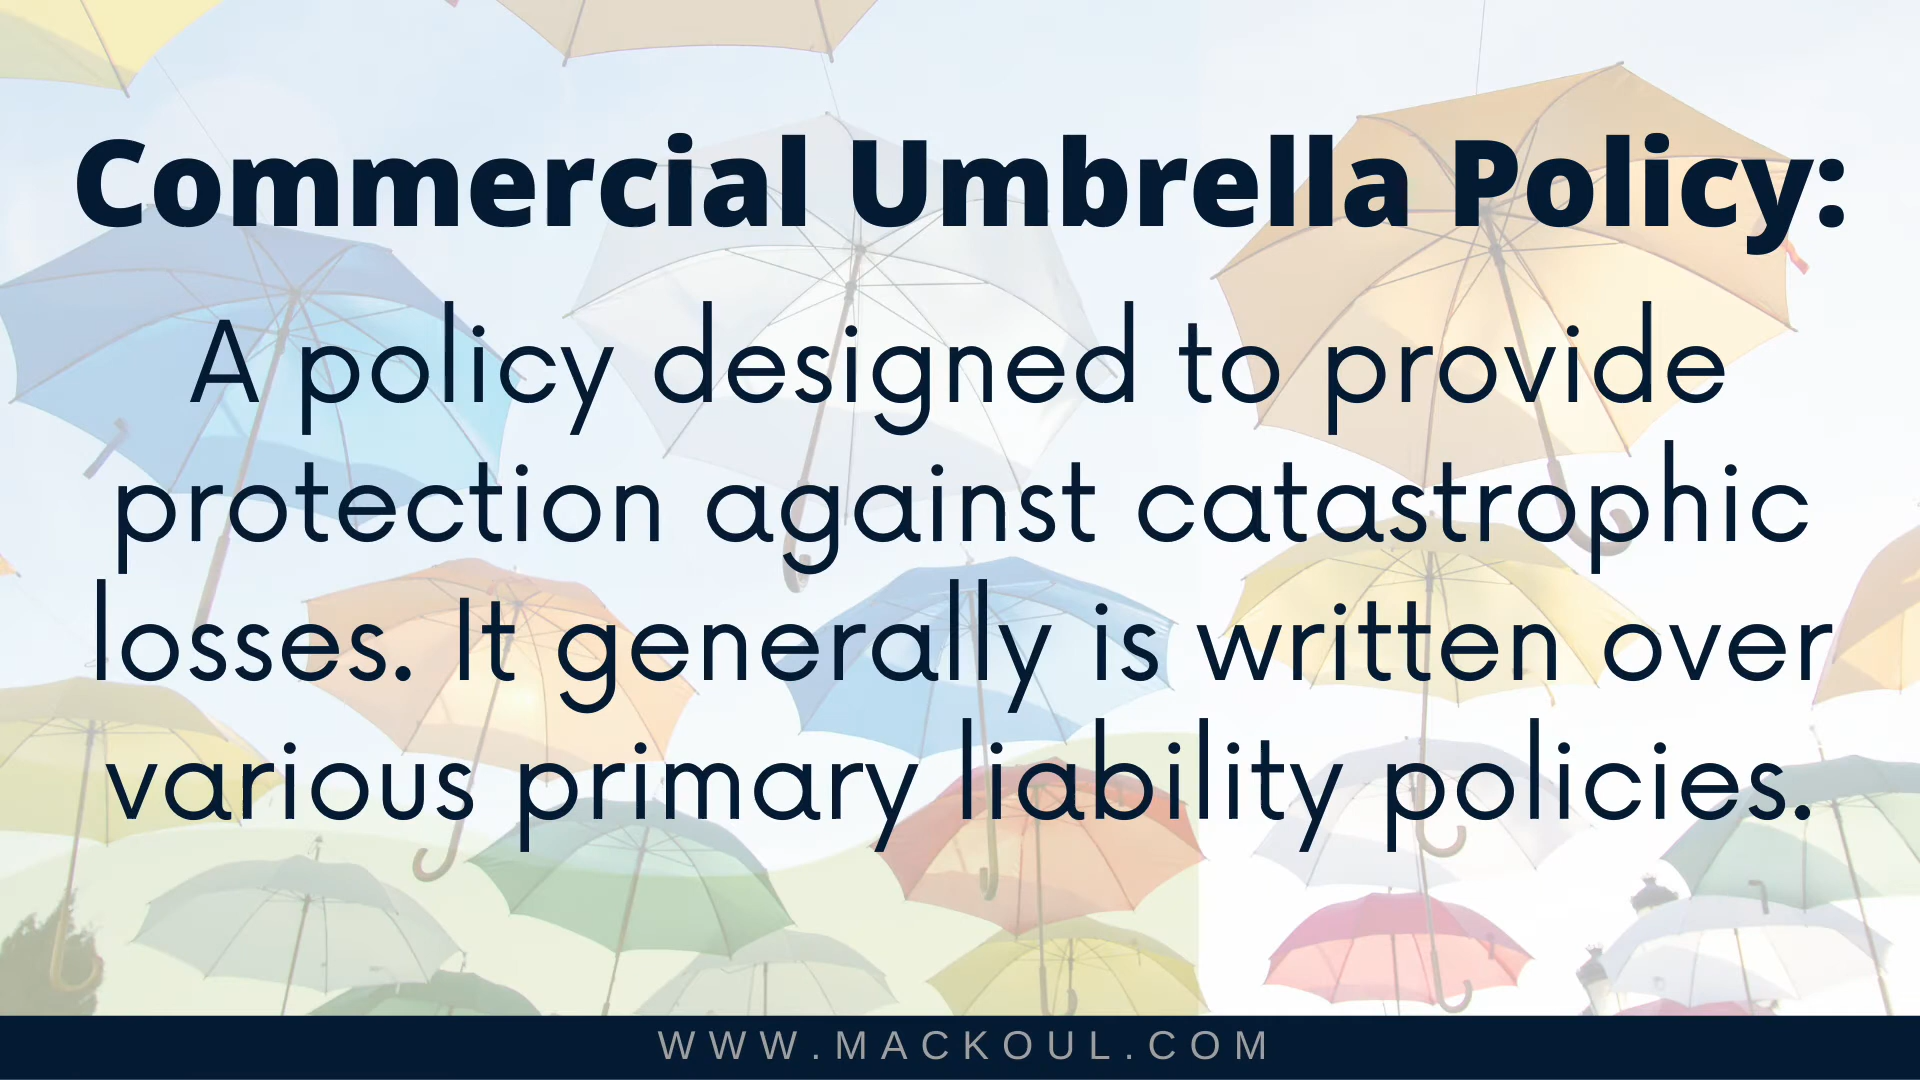 Commercial Umbrella Policy:
A policy designed to provide
protection against catastrophic
losses. It generally is written over
various primary liability policies.
WWW.MACKOUL.COM